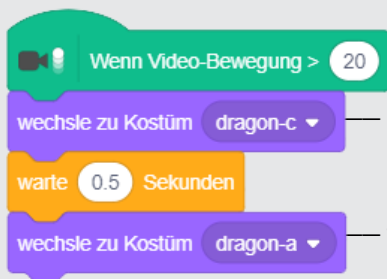 Wenn Video-Bewegung > 20
wechsle zu Kostüm dragon-c
warte 0.5 Sekunden
wechsle zu Kostüm dragon-a